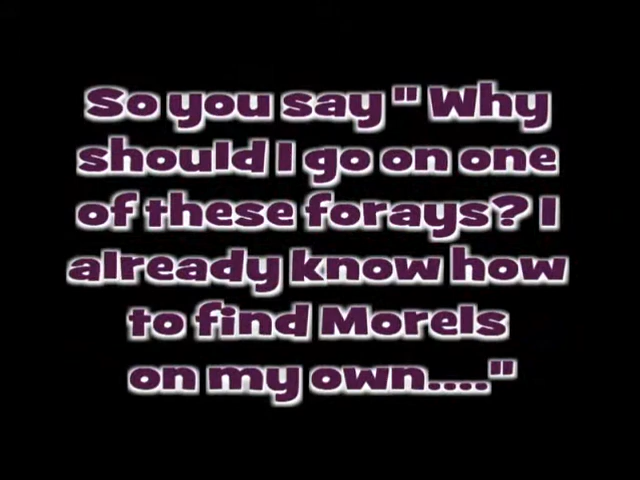 So you say " Why
should I go on one
of these forays? I
already know how
to find Morels
on my own...."